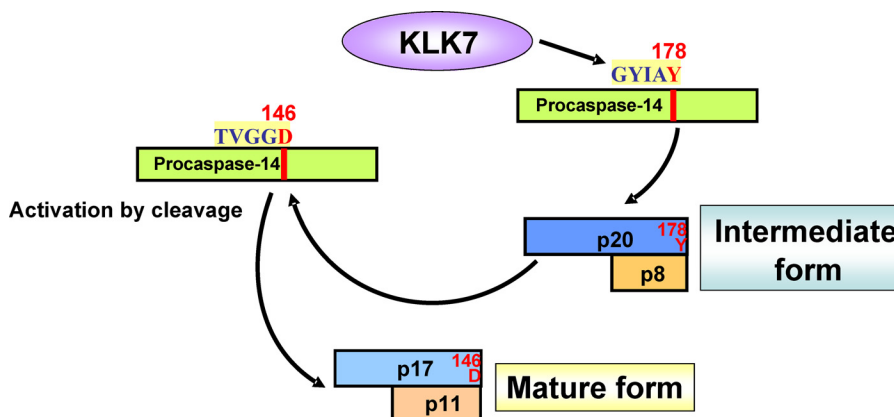 KLK7
178
GYIAY
Procaspase-14
146
TVGGD
Procaspase-14
Activation by cleavage
p20
178
Y
p8
Intermediate
form
p17
146
D
p11
Mature form